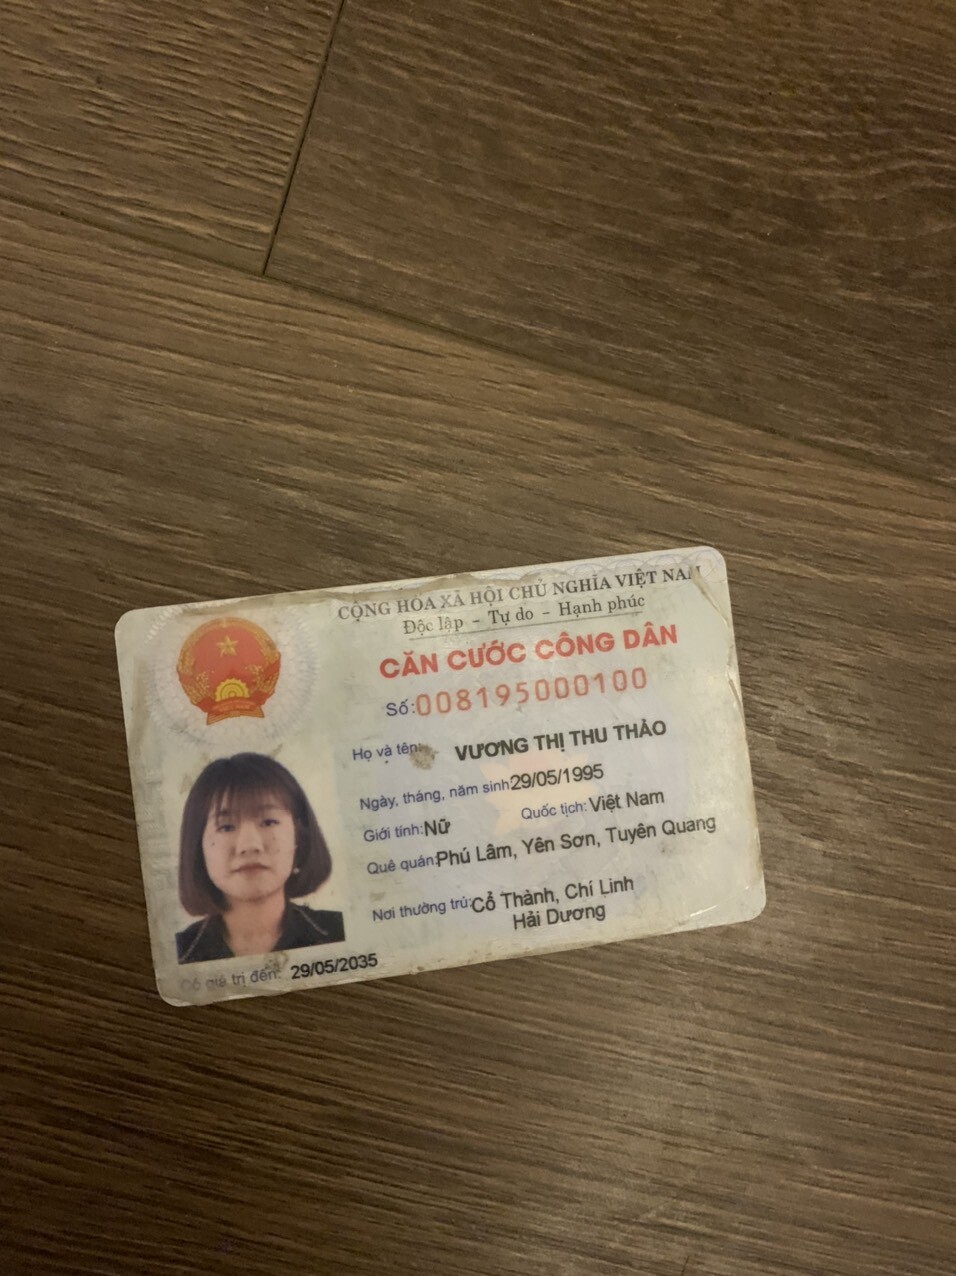 CỘNG HÒA XÃ HỘI CHỦ NGHĨA VIỆT NAM
Độc lập - Tự do - Hạnh phúc
CĂN CƯỚC CÔNG DÂN
Số: 008195000100
Họ và tên: VƯƠNG THỊ THU THẢO
Ngày, tháng, năm sinh: 29/05/1995
Giới tính: Nữ Quốc tịch: Việt Nam
Quê quán: Phú Lâm, Yên Sơn, Tuyên Quang
Nơi thường trú: Cổ Thành, Chí Linh
Hải Dương
Có giá trị đến: 29/05/2035